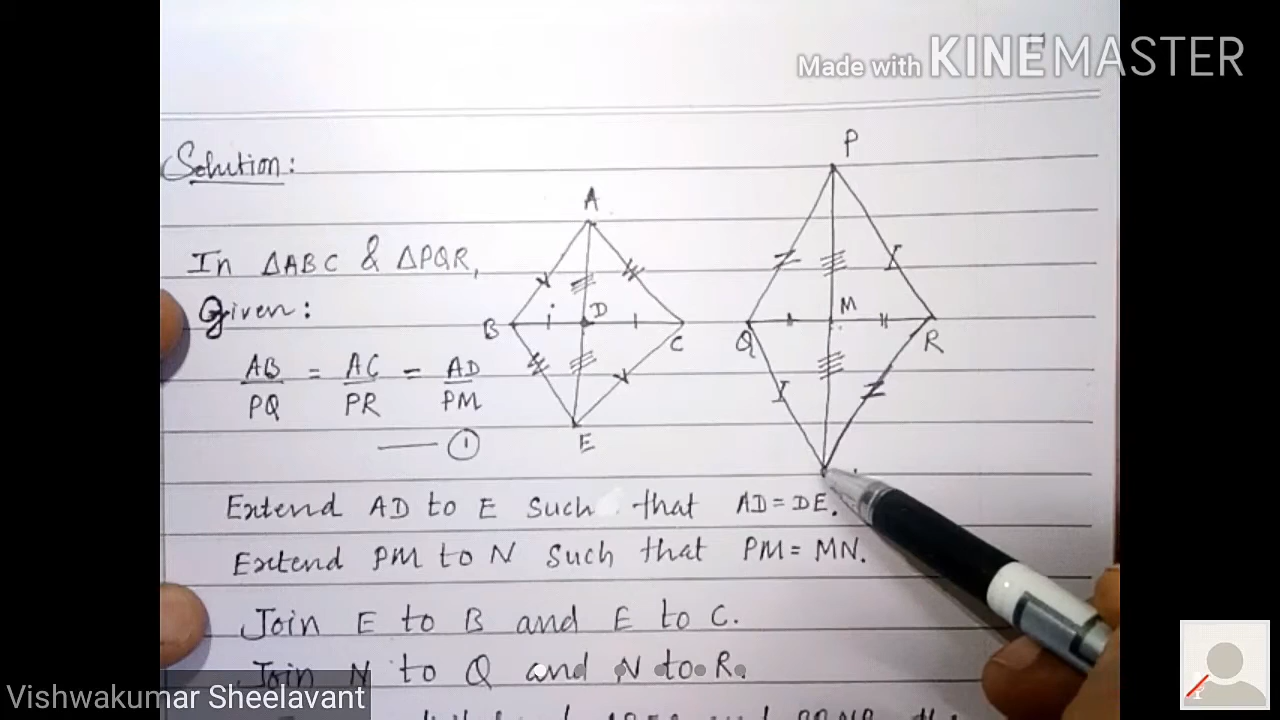 Made with KINEMASTER
Solution:
P
A
In ΔABC & ΔPQR,
Given:
B D C
Q M R
AB/PQ = AC/PR = AD/PM
—— ①
E
Extend AD to E Such that AD = DE.
Extend PM to N Such that PM = MN.
Join E to B and E to C.
Join N to Q and N to R.
Vishwakumar Sheelavant